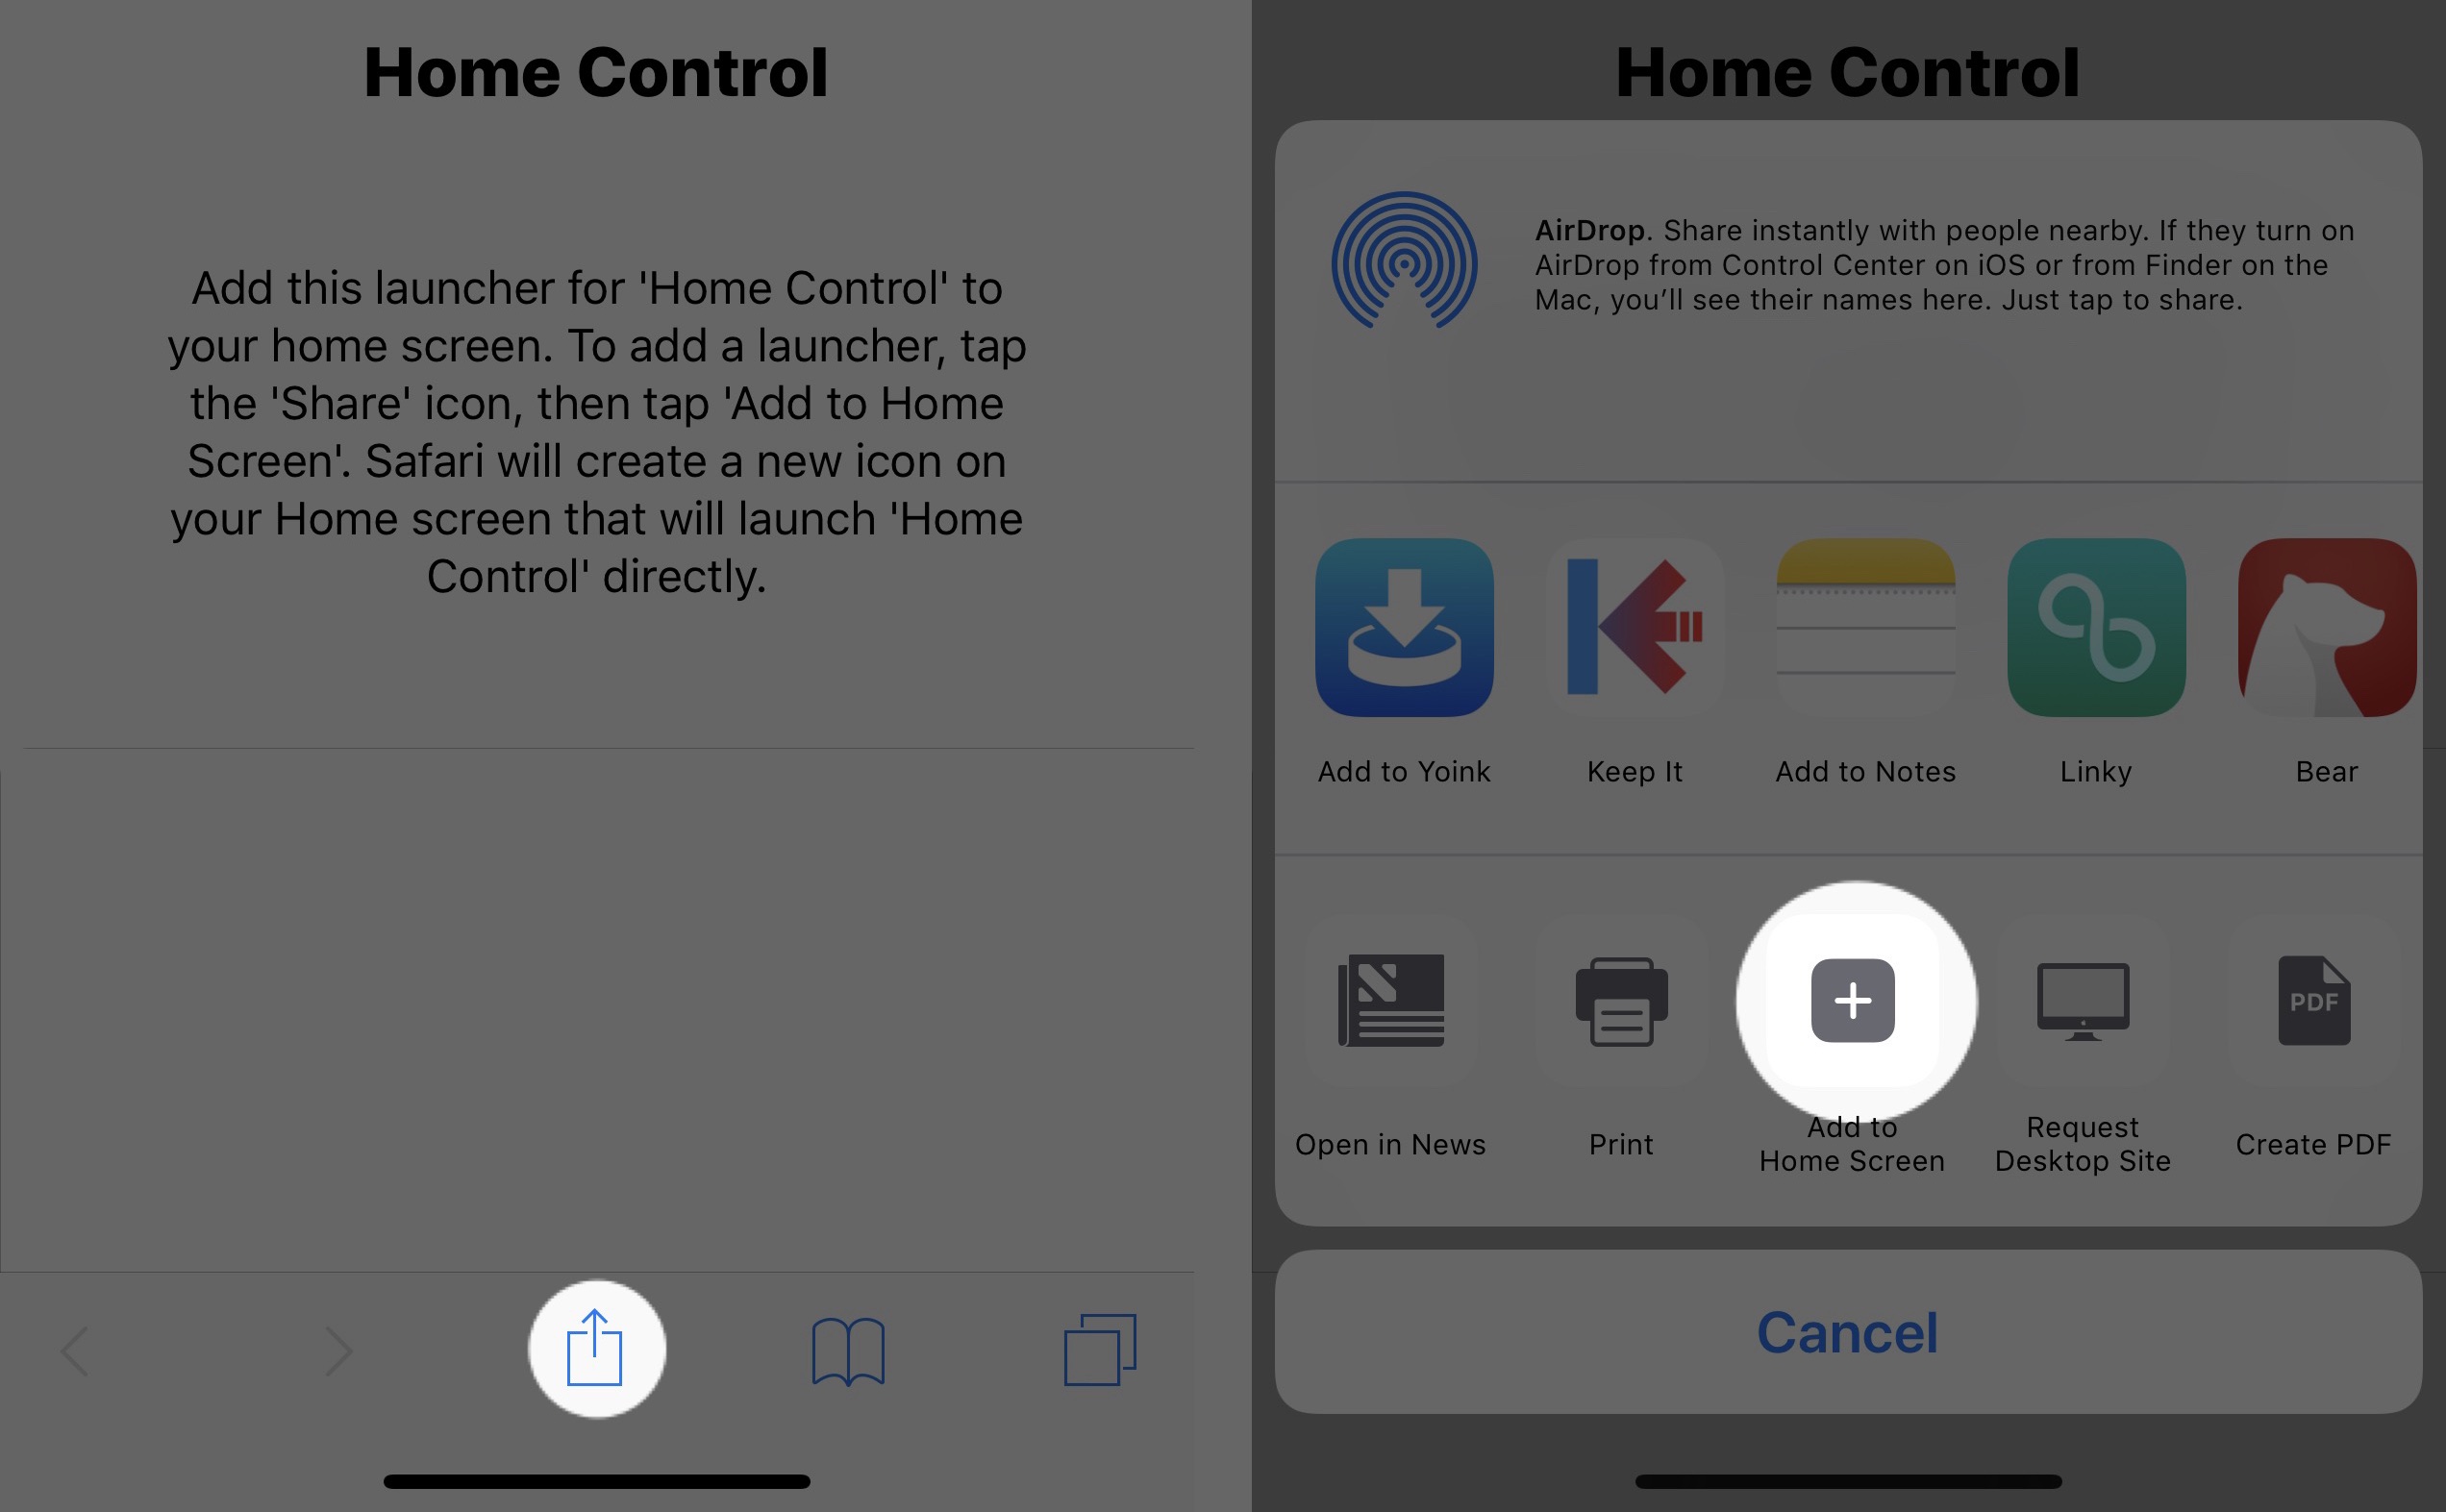 Home Control
Add this launcher for 'Home Control' to
your home screen. To add a launcher, tap
the 'Share' icon, then tap 'Add to Home
Screen'. Safari will create a new icon on
your Home screen that will launch 'Home
Control' directly.
Home Control
AirDrop. Share instantly with people nearby. If they turn on
AirDrop from Control Center on iOS or from Finder on the
Mac, you’ll see their names here. Just tap to share.
Add to Yoink
Keep It
Add to Notes
Linky
Bear
PDF
Open in News
Print
Add to
Home Screen
Request
Desktop Site
Create PDF
Cancel